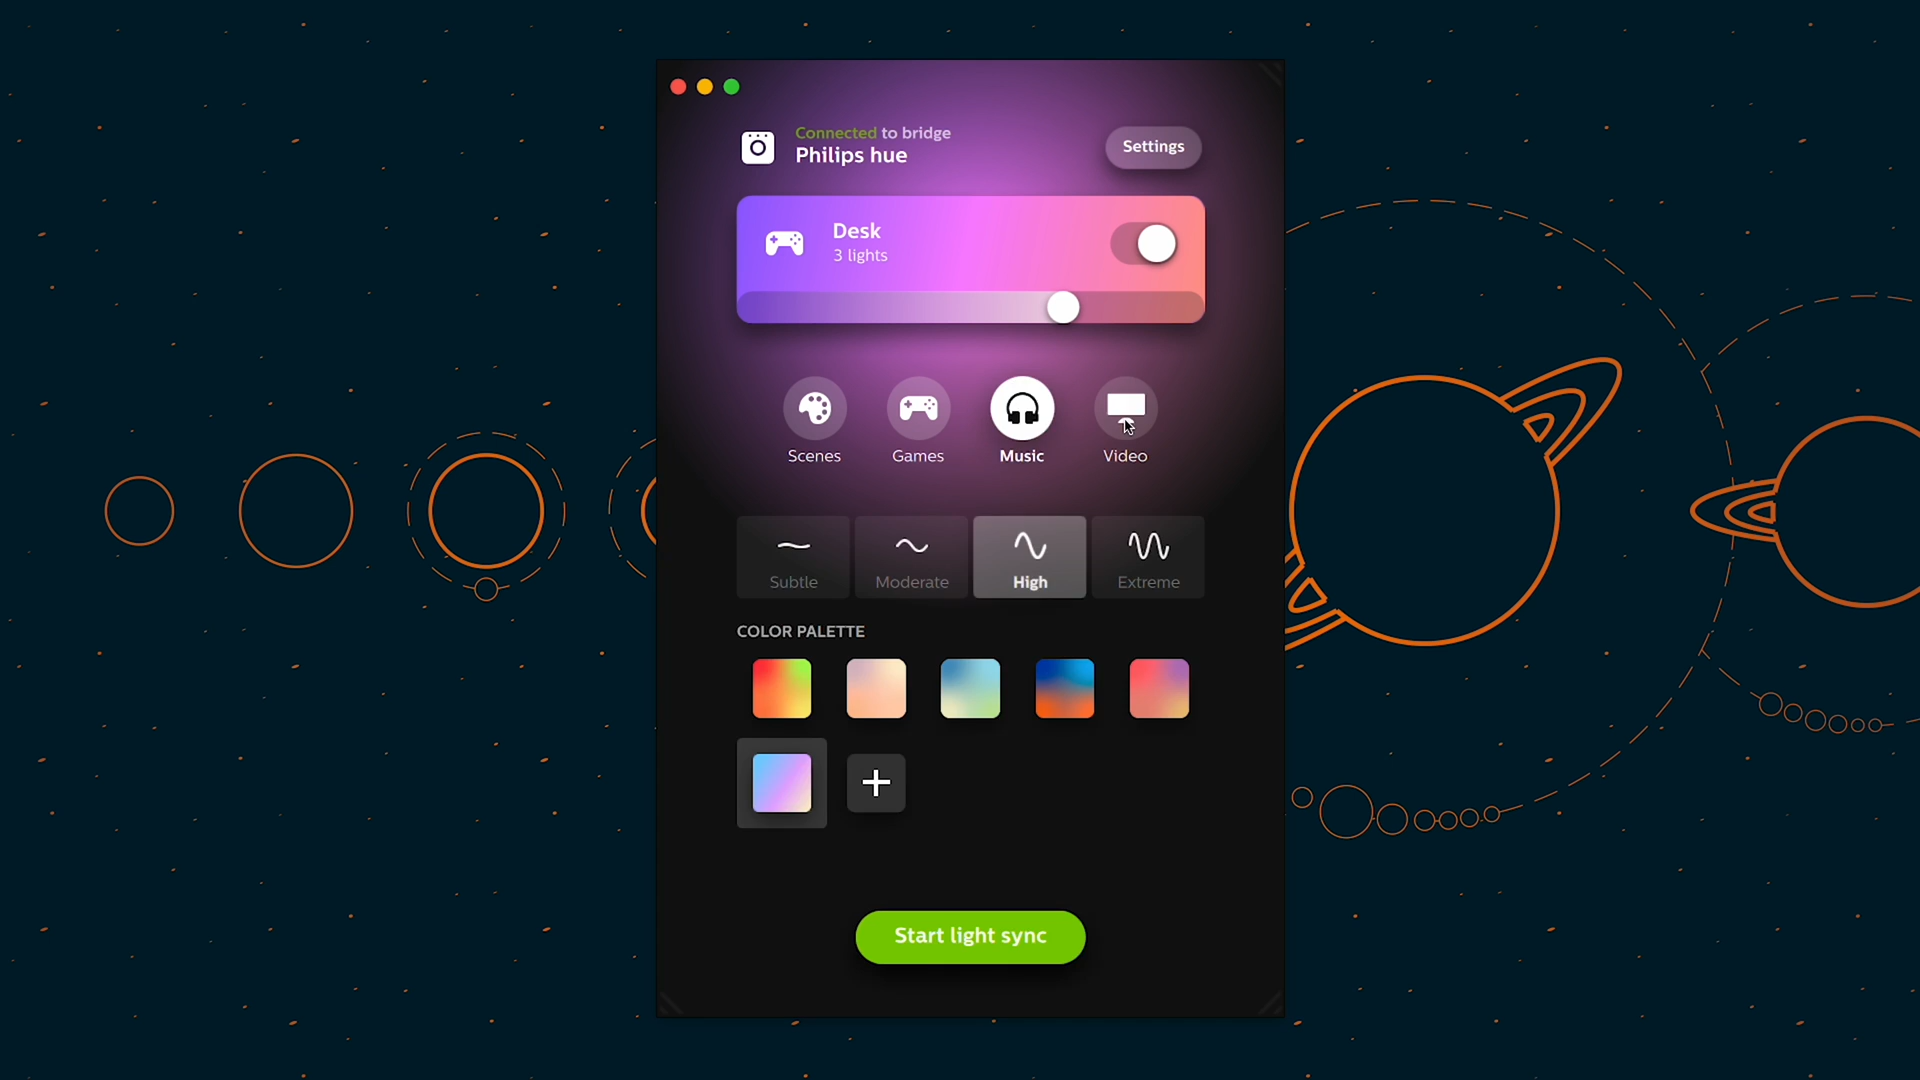 Connected to bridge
Philips hue
Settings
Desk
3 lights
Scenes
Games
Music
Video
Subtle
Moderate
High
Extreme
COLOR PALETTE
Start light sync